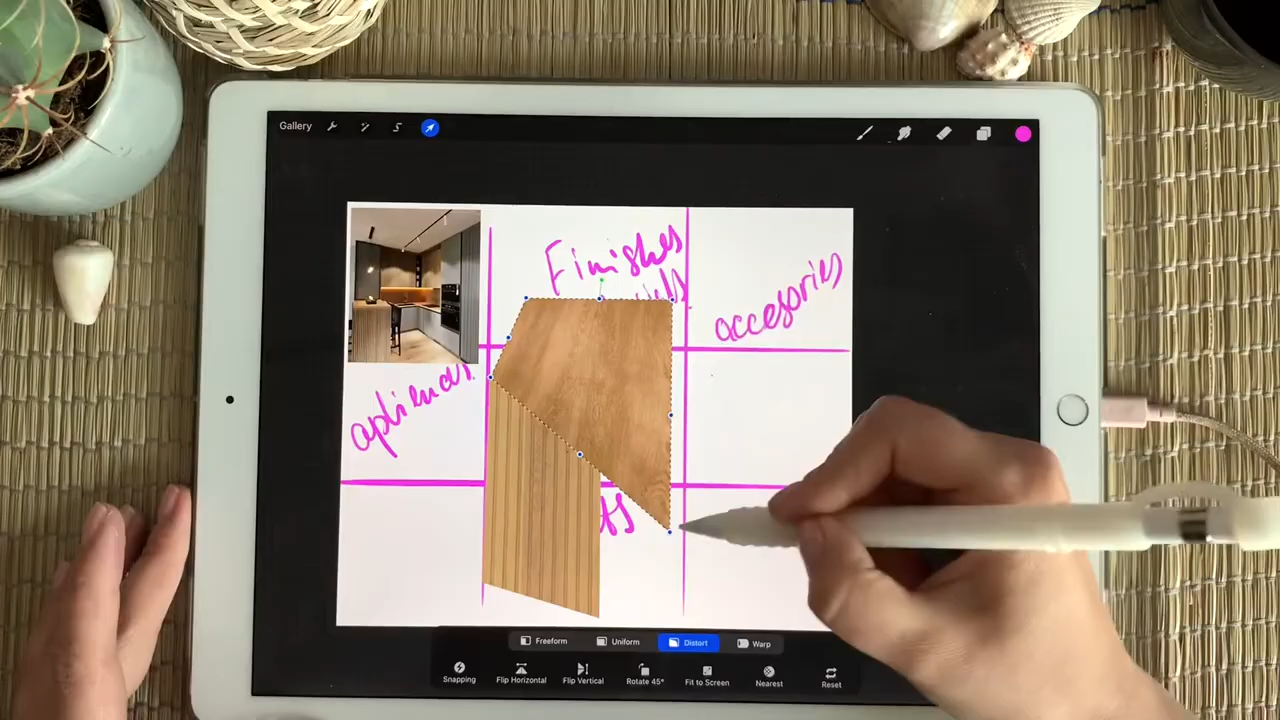 Gallery
Finishes
accesories
Freeform Uniform Distort Warp
Snapping Flip Horizontal Flip Vertical Rotate 45° Fit to Screen Nearest Reset